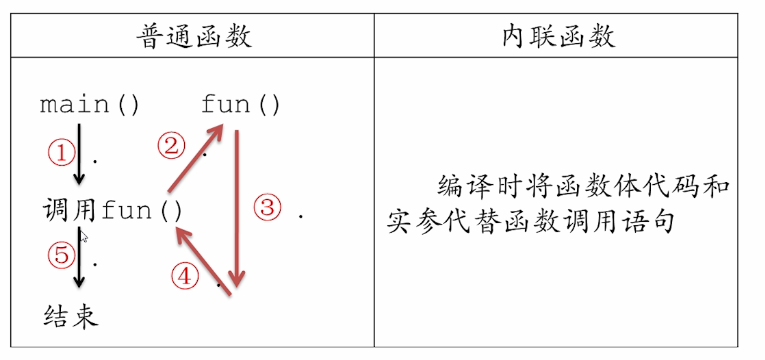 普通函数 内联函数
main() fun()
① ②
调用fun() ③
编译时将函数体代码和
实参代替函数调用语句
⑤ ④
结束